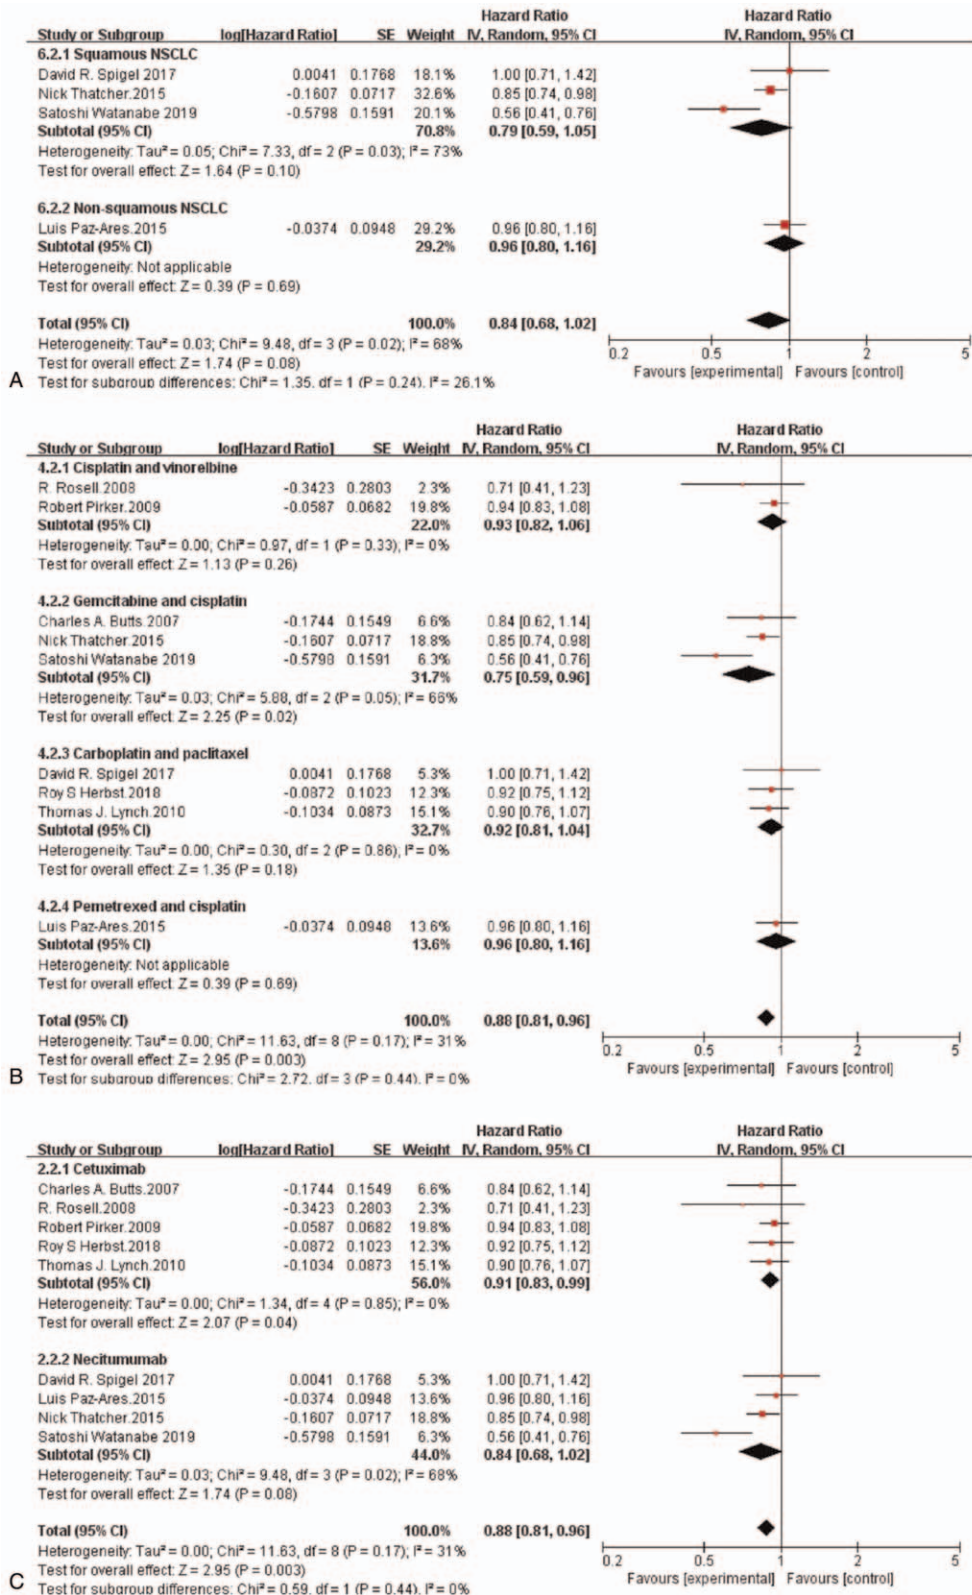 Hazard Ratio Hazard Ratio
Study or Subgroup log[Hazard Ratio] SE Weight IV, Random, 95% CI IV, Random, 95% CI
6.2.1 Squamous NSCLC
David R. Spigel 2017 0.0041 0.1768 18.1% 1.00 [0.71, 1.42]
Nick Thatcher.2015 -0.1607 0.0717 32.6% 0.85 [0.74, 0.98]
Satoshi Watanabe 2019 -0.5798 0.1591 20.1% 0.56 [0.41, 0.76]
Subtotal (95% CI) 70.8% 0.79 [0.59, 1.05]
Heterogeneity: Tau² = 0.05; Chi² = 7.33, df = 2 (P = 0.03); I² = 73%
Test for overall effect: Z = 1.64 (P = 0.10)
6.2.2 Non-squamous NSCLC
Luis Paz-Ares.2015 -0.0374 0.0948 29.2% 0.96 [0.80, 1.16]
Subtotal (95% CI) 29.2% 0.96 [0.80, 1.16]
Heterogeneity: Not applicable
Test for overall effect: Z = 0.39 (P = 0.69)
Total (95% CI) 100.0% 0.84 [0.68, 1.02]
Heterogeneity: Tau² = 0.03; Chi² = 9.48, df = 3 (P = 0.02); I² = 68%
0.2 0.5 1 2 5
Test for overall effect: Z = 1.74 (P = 0.08)
Favours [experimental] Favours [control]
A Test for subgroup differences: Chi² = 1.35, df = 1 (P = 0.24), I² = 26.1%
Hazard Ratio Hazard Ratio
Study or Subgroup log[Hazard Ratio] SE Weight IV, Random, 95% CI IV, Random, 95% CI
4.2.1 Cisplatin and vinorelbine
R. Rosell.2008 -0.3423 0.2803 2.3% 0.71 [0.41, 1.23]
Robert Pirker.2009 -0.0587 0.0682 19.8% 0.94 [0.83, 1.08]
Subtotal (95% CI) 22.0% 0.93 [0.82, 1.06]
Heterogeneity: Tau² = 0.00; Chi² = 0.97, df = 1 (P = 0.33); I² = 0%
Test for overall effect: Z = 1.13 (P = 0.26)
4.2.2 Gemcitabine and cisplatin
Charles A. Butts.2007 -0.1744 0.1549 6.6% 0.84 [0.62, 1.14]
Nick Thatcher.2015 -0.1607 0.0717 18.8% 0.85 [0.74, 0.98]
Satoshi Watanabe 2019 -0.5798 0.1591 6.3% 0.56 [0.41, 0.76]
Subtotal (95% CI) 31.7% 0.75 [0.59, 0.96]
Heterogeneity: Tau² = 0.03; Chi² = 5.88, df = 2 (P = 0.05); I² = 66%
Test for overall effect: Z = 2.25 (P = 0.02)
4.2.3 Carboplatin and paclitaxel
David R. Spigel 2017 0.0041 0.1768 5.3% 1.00 [0.71, 1.42]
Roy S Herbst.2018 -0.0872 0.1023 12.3% 0.92 [0.75, 1.12]
Thomas J. Lynch.2010 -0.1034 0.0873 15.1% 0.90 [0.76, 1.07]
Subtotal (95% CI) 32.7% 0.92 [0.81, 1.04]
Heterogeneity: Tau² = 0.00; Chi² = 0.30, df = 2 (P = 0.86); I² = 0%
Test for overall effect: Z = 1.35 (P = 0.18)
4.2.4 Pemetrexed and cisplatin
Luis Paz-Ares.2015 -0.0374 0.0948 13.6% 0.96 [0.80, 1.16]
Subtotal (95% CI) 13.6% 0.96 [0.80, 1.16]
Heterogeneity: Not applicable
Test for overall effect: Z = 0.39 (P = 0.69)
Total (95% CI) 100.0% 0.88 [0.81, 0.96]
Heterogeneity: Tau² = 0.00; Chi² = 11.63, df = 8 (P = 0.17); I² = 31%
0.2 0.5 1 2 5
Test for overall effect: Z = 2.95 (P = 0.003)
Favours [experimental] Favours [control]
B Test for subgroup differences: Chi² = 2.72, df = 3 (P = 0.44), I² = 0%
Hazard Ratio Hazard Ratio
Study or Subgroup log[Hazard Ratio] SE Weight IV, Random, 95% CI IV, Random, 95% CI
2.2.1 Cetuximab
Charles A. Butts.2007 -0.1744 0.1549 6.6% 0.84 [0.62, 1.14]
R. Rosell.2008 -0.3423 0.2803 2.3% 0.71 [0.41, 1.23]
Robert Pirker.2009 -0.0587 0.0682 19.8% 0.94 [0.83, 1.08]
Roy S Herbst.2018 -0.0872 0.1023 12.3% 0.92 [0.75, 1.12]
Thomas J. Lynch.2010 -0.1034 0.0873 15.1% 0.90 [0.76, 1.07]
Subtotal (95% CI) 56.0% 0.91 [0.83, 0.99]
Heterogeneity: Tau² = 0.00; Chi² = 1.34, df = 4 (P = 0.85); I² = 0%
Test for overall effect: Z = 2.07 (P = 0.04)
2.2.2 Necitumumab
David R. Spigel 2017 0.0041 0.1768 5.3% 1.00 [0.71, 1.42]
Luis Paz-Ares.2015 -0.0374 0.0948 13.6% 0.96 [0.80, 1.16]
Nick Thatcher.2015 -0.1607 0.0717 18.8% 0.85 [0.74, 0.98]
Satoshi Watanabe 2019 -0.5798 0.1591 6.3% 0.56 [0.41, 0.76]
Subtotal (95% CI) 44.0% 0.84 [0.68, 1.02]
Heterogeneity: Tau² = 0.03; Chi² = 9.48, df = 3 (P = 0.02); I² = 68%
Test for overall effect: Z = 1.74 (P = 0.08)
Total (95% CI) 100.0% 0.88 [0.81, 0.96]
Heterogeneity: Tau² = 0.00; Chi² = 11.63, df = 8 (P = 0.17); I² = 31%
0.2 0.5 1 2 5
Test for overall effect: Z = 2.95 (P = 0.003)
Favours [experimental] Favours [control]
C Test for subgroup differences: Chi² = 0.59, df = 1 (P = 0.44), I² = 0%